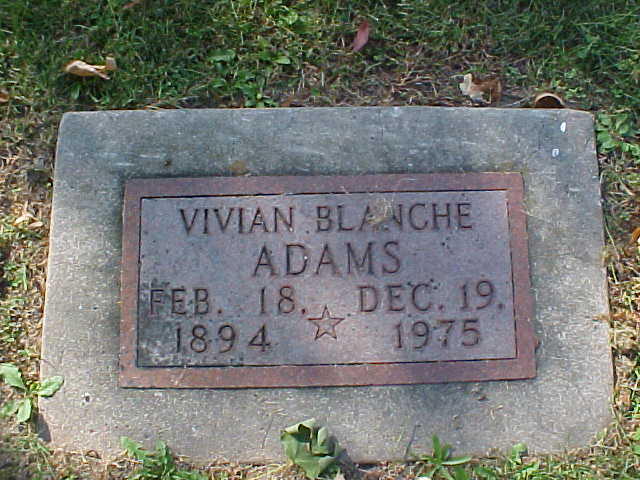 VIVIAN BLANCHE
ADAMS
FEB. 18, DEC. 19,
1894 1975